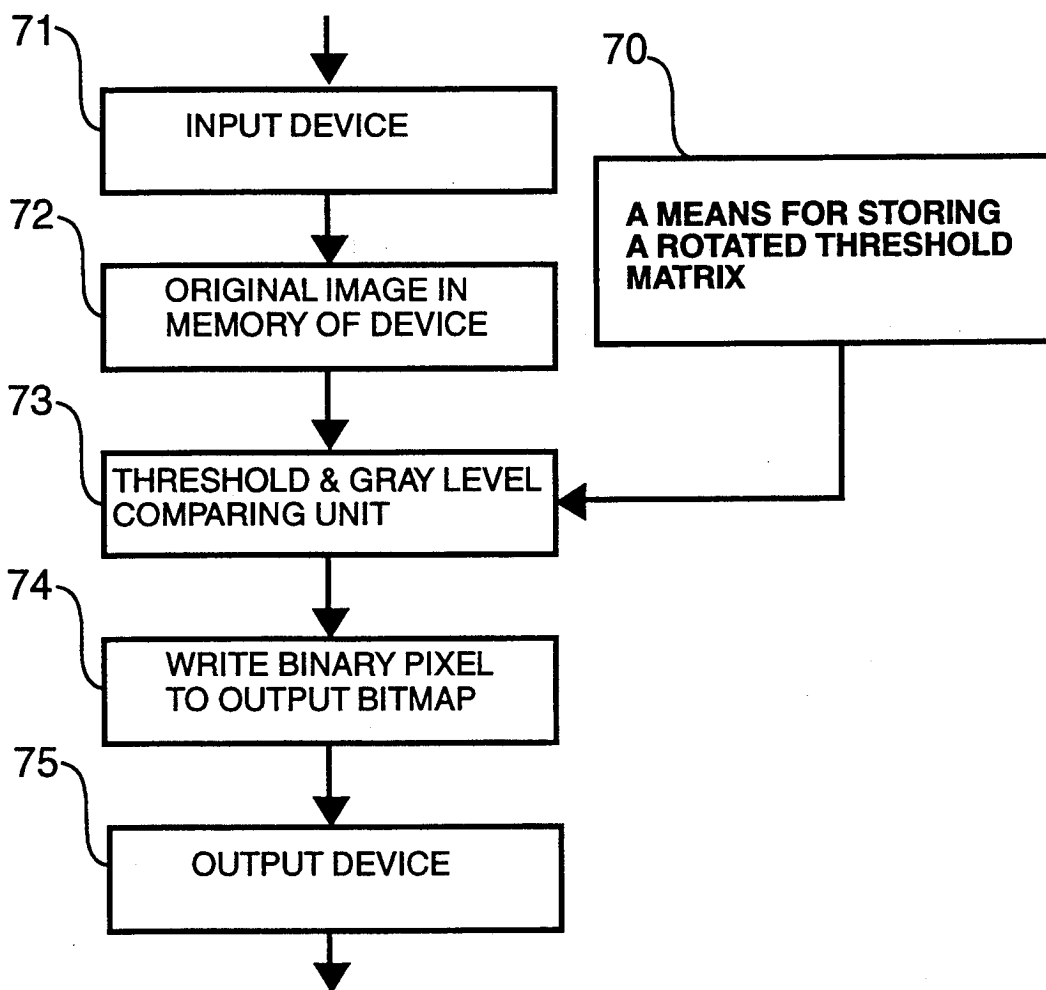 71
INPUT DEVICE
70
A MEANS FOR STORING
A ROTATED THRESHOLD
MATRIX
72
ORIGINAL IMAGE IN
MEMORY OF DEVICE
73
THRESHOLD & GRAY LEVEL
COMPARING UNIT
74
WRITE BINARY PIXEL
TO OUTPUT BITMAP
75
OUTPUT DEVICE